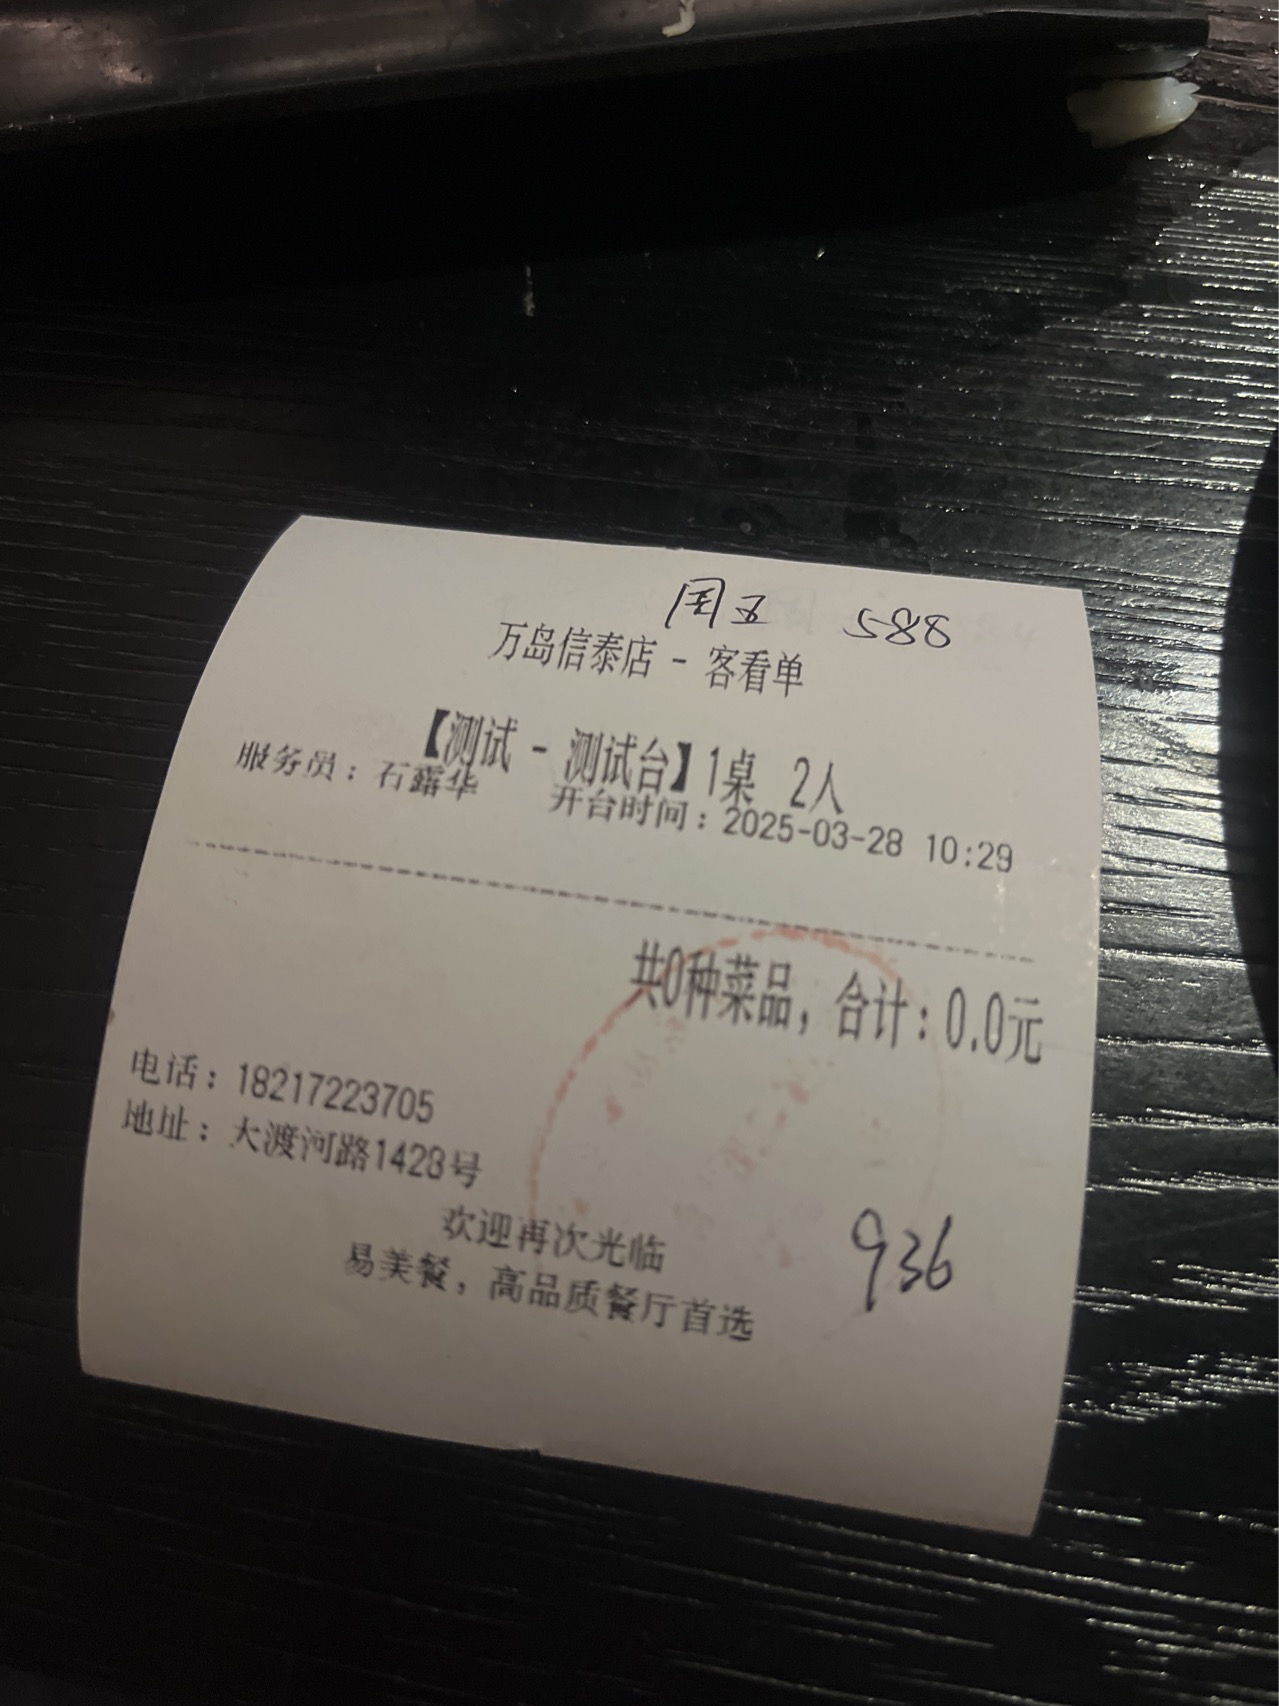 周五 588
万岛信泰店 - 客看单
【测试 - 测试台】1桌 2人
服务员：石露华 开台时间：2025-03-28 10:29
共0种菜品，合计：0.0元
电话：18217223705
地址：大渡河路1428号
欢迎再次光临
易美餐，高品质餐厅首选
936